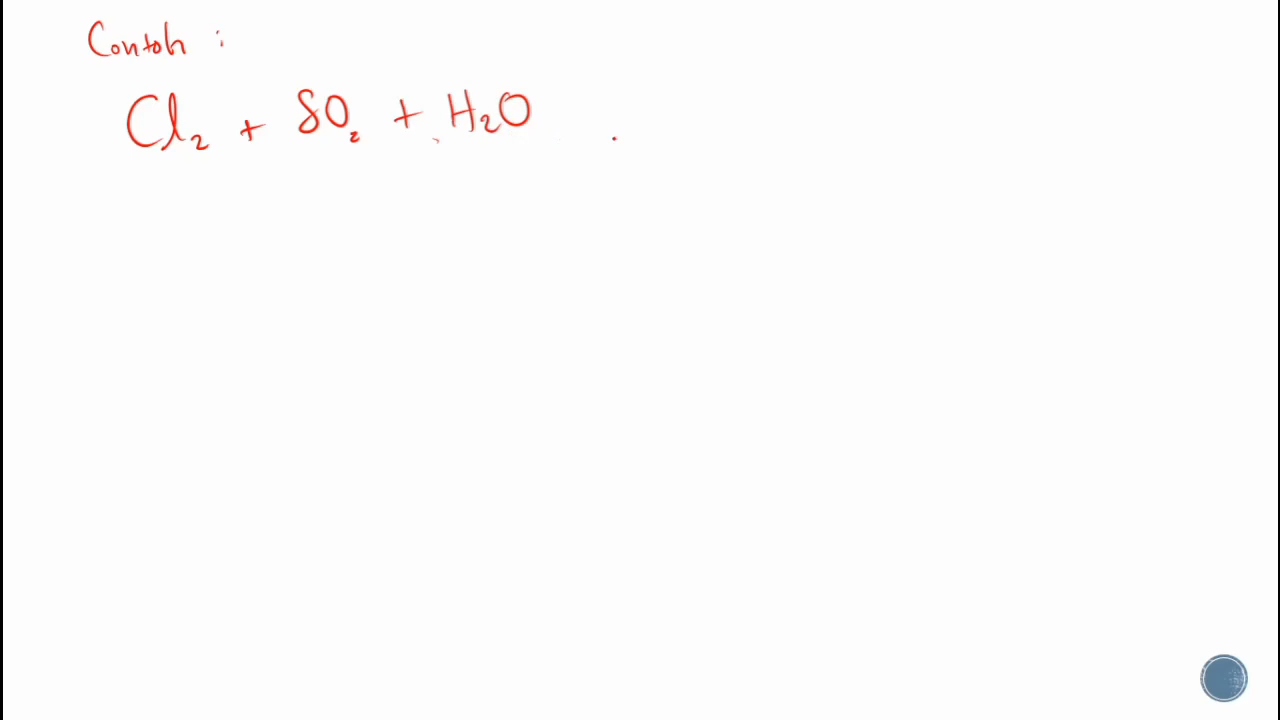 Contoh :
Cl₂ + SO₂ + H₂O